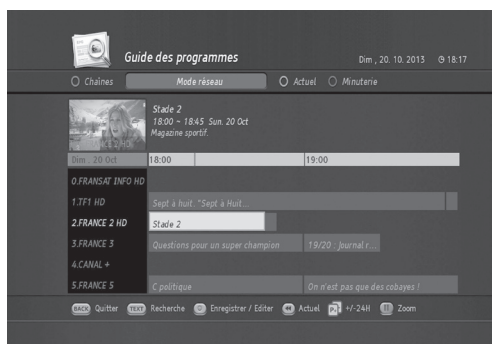 Guide des programmes
Dim , 20. 10. 2013 18:17
Chaînes Mode réseau Actuel Minuterie
Stade 2
18:00 ~ 18:45 Sun. 20 Oct
Magazine sportif.
FRANCE 2 HD
Dim. 20 Oct 18:00 19:00
0.FRANSAT INFO HD
1.TF1 HD Sept à huit. "Sept à Huit...
2.FRANCE 2 HD Stade 2
3.FRANCE 3 Questions pour un super champion 19/20 : Journal r...
4.CANAL +
5.FRANCE 5 C politique On n'est pas que des cobayes !
BACK Quitter TEXT Recherche Enregistrer / Editer Actuel +/-24H Zoom